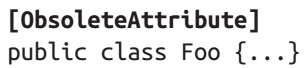 [ObsoleteAttribute]
public class Foo {...}